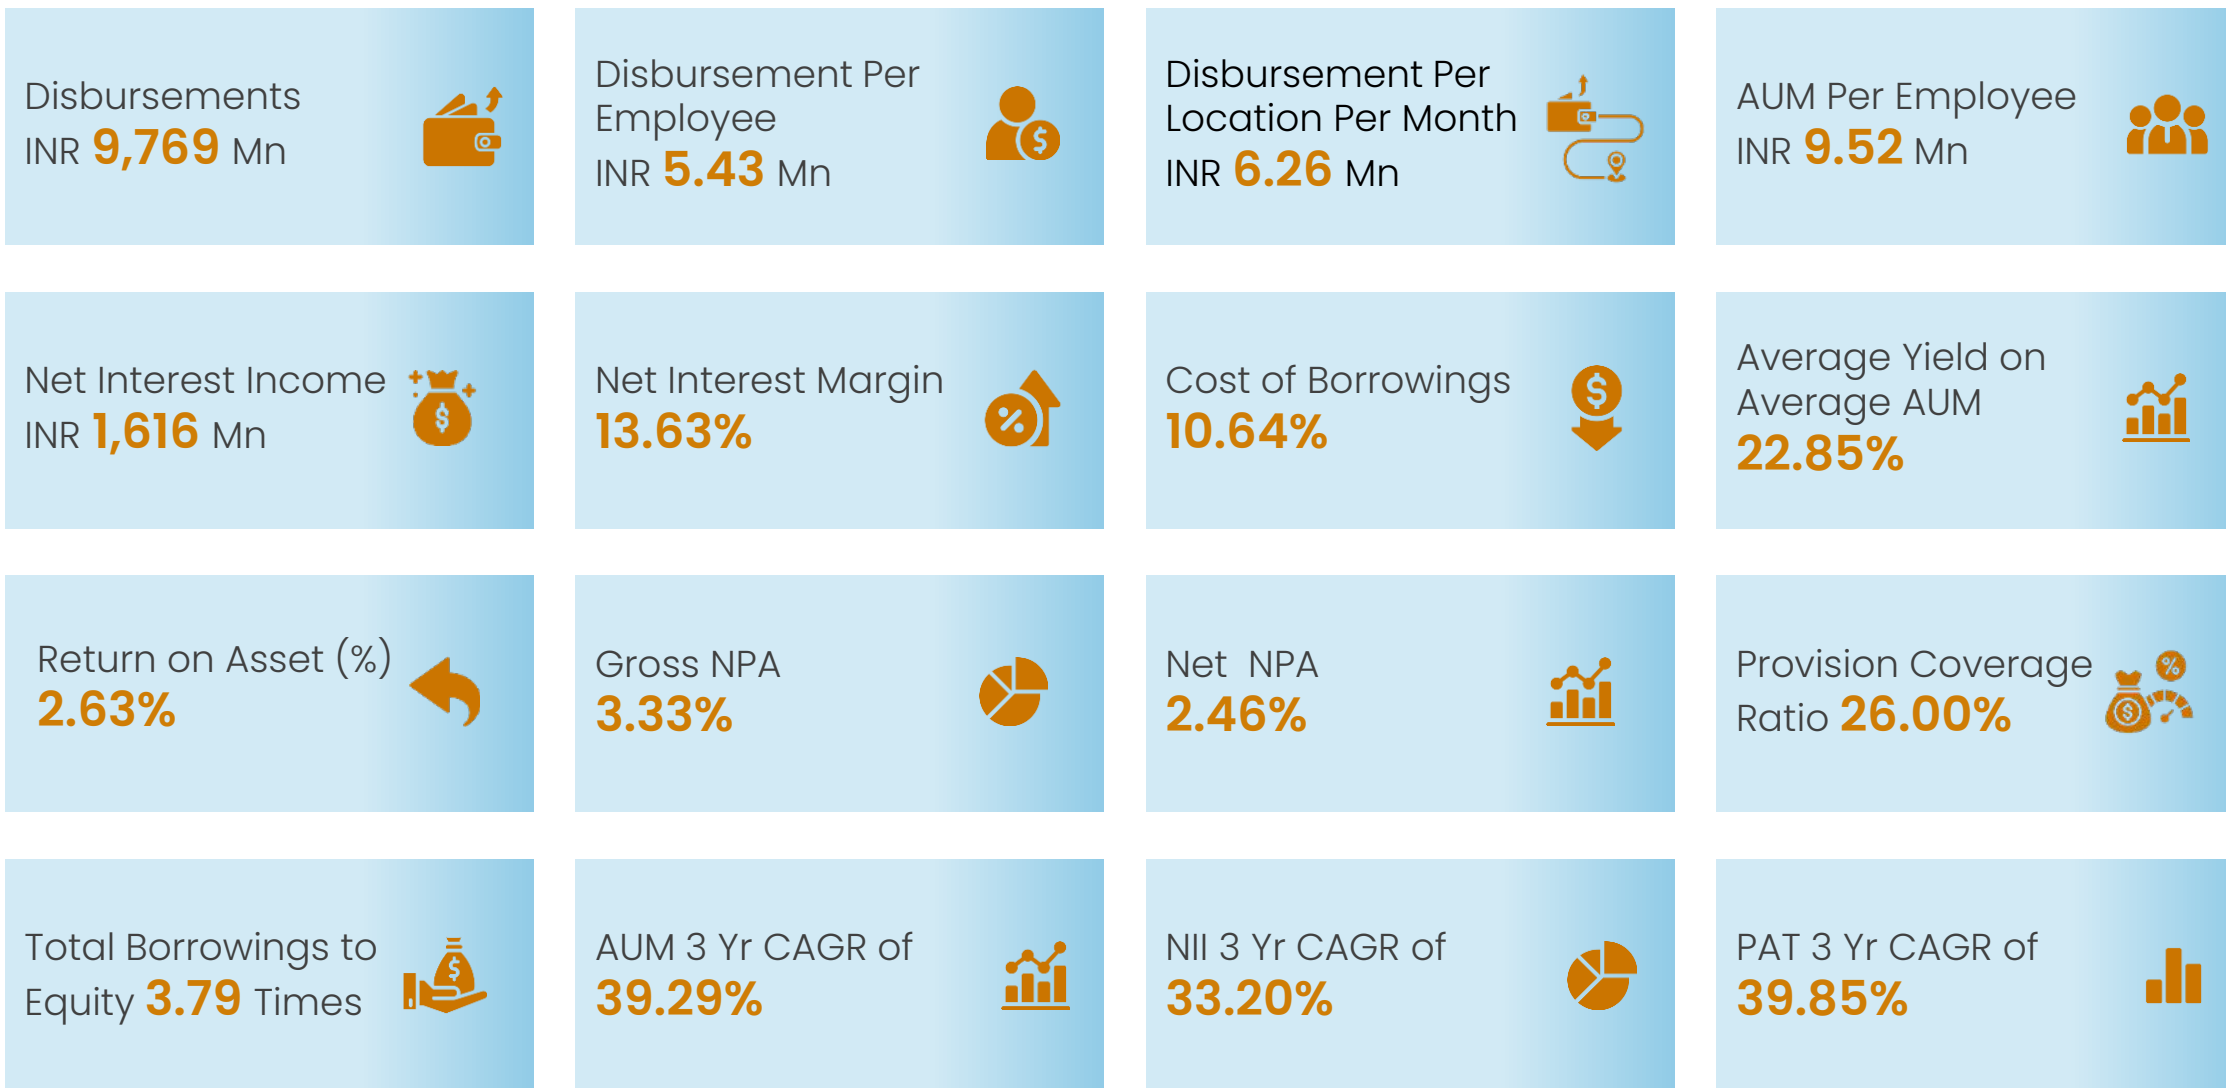 Disbursements
INR 9,769 Mn
Disbursement Per
Employee
INR 5.43 Mn
Disbursement Per
Location Per Month
INR 6.26 Mn
AUM Per Employee
INR 9.52 Mn
Net Interest Income
INR 1,616 Mn
Net Interest Margin
13.63%
Cost of Borrowings
10.64%
Average Yield on
Average AUM
22.85%
Return on Asset (%)
2.63%
Gross NPA
3.33%
Net NPA
2.46%
Provision Coverage
Ratio 26.00%
Total Borrowings to
Equity 3.79 Times
AUM 3 Yr CAGR of
39.29%
NII 3 Yr CAGR of
33.20%
PAT 3 Yr CAGR of
39.85%